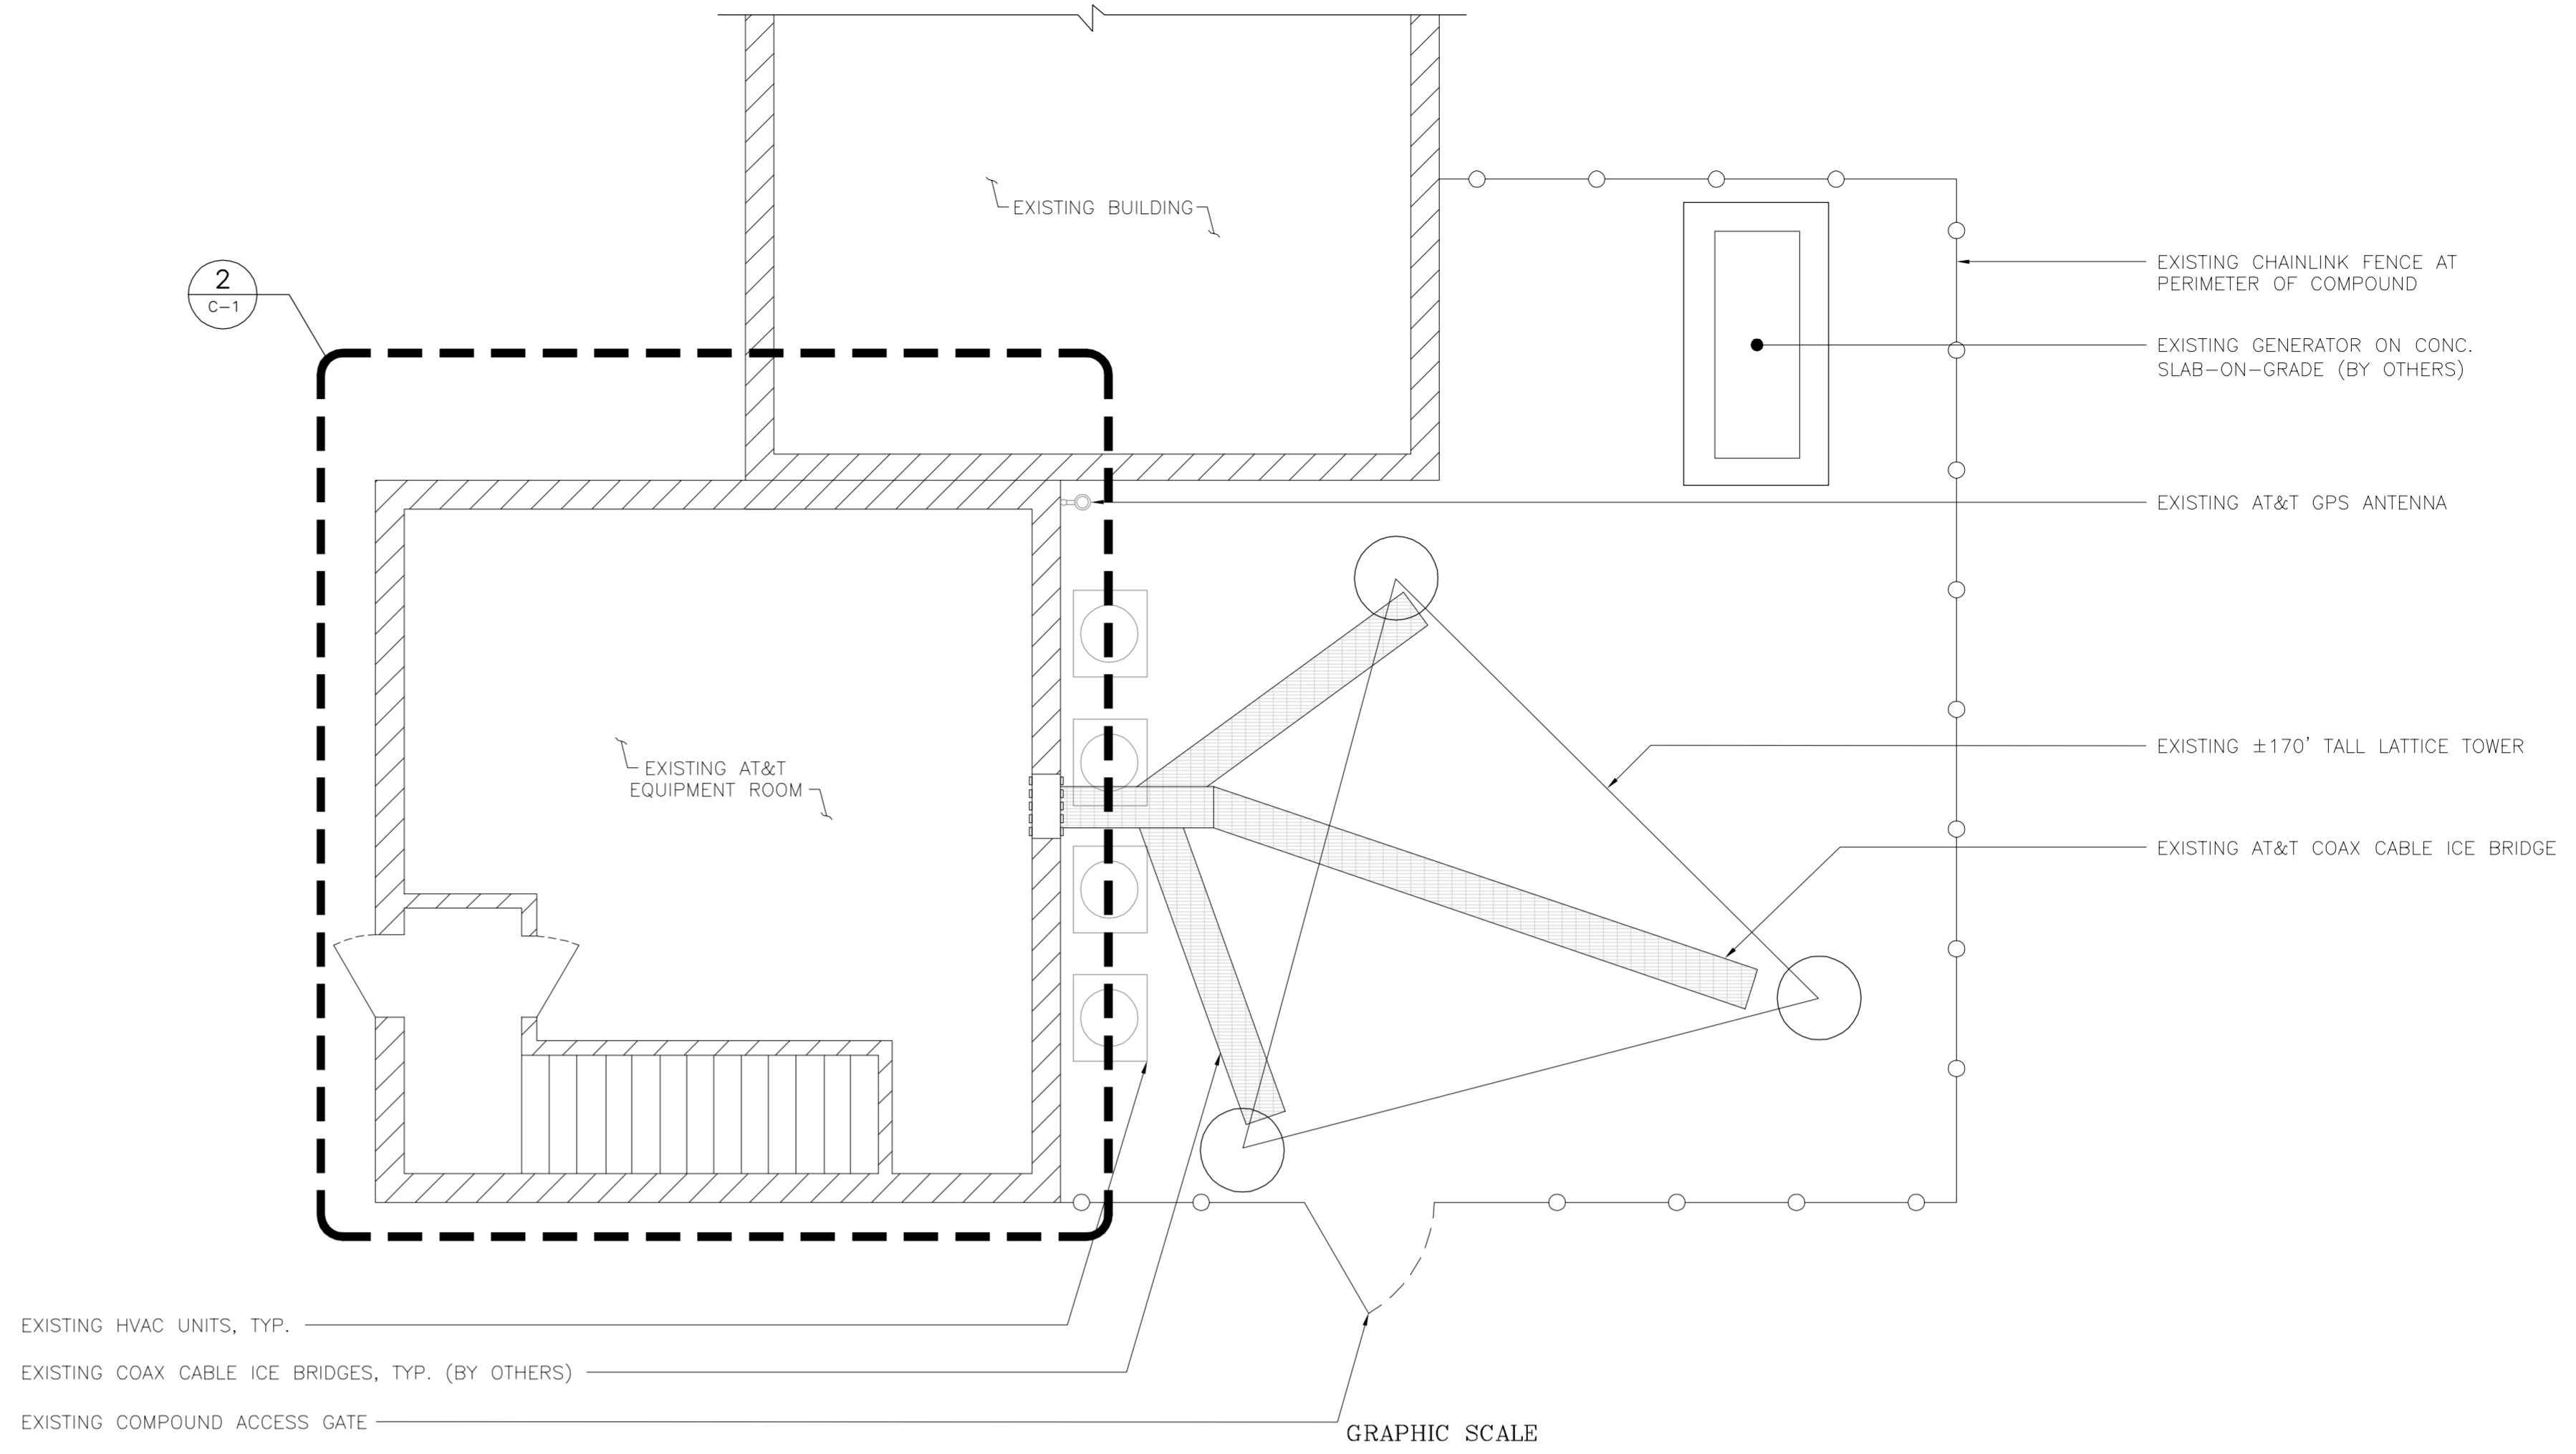 EXISTING BUILDING
2
C-1
EXISTING CHAINLINK FENCE AT
PERIMETER OF COMPOUND
EXISTING GENERATOR ON CONC.
SLAB-ON-GRADE (BY OTHERS)
EXISTING AT&T GPS ANTENNA
EXISTING ±170' TALL LATTICE TOWER
EXISTING AT&T
EQUIPMENT ROOM
EXISTING AT&T COAX CABLE ICE BRIDGE
EXISTING HVAC UNITS, TYP.
EXISTING COAX CABLE ICE BRIDGES, TYP. (BY OTHERS)
EXISTING COMPOUND ACCESS GATE
GRAPHIC SCALE